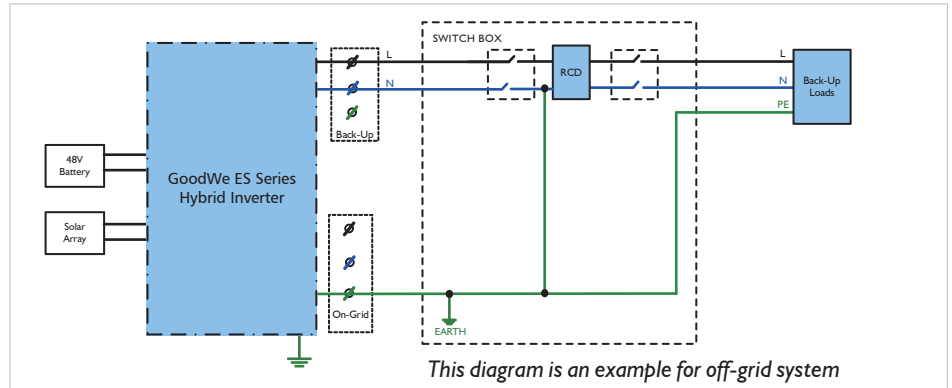 SWITCH BOX
L
L
RCD
N
N
Back-Up
Loads
PE
Back-Up
48V
Battery
GoodWe ES Series
Hybrid Inverter
Solar
Array
On-Grid
EARTH
This diagram is an example for off-grid system